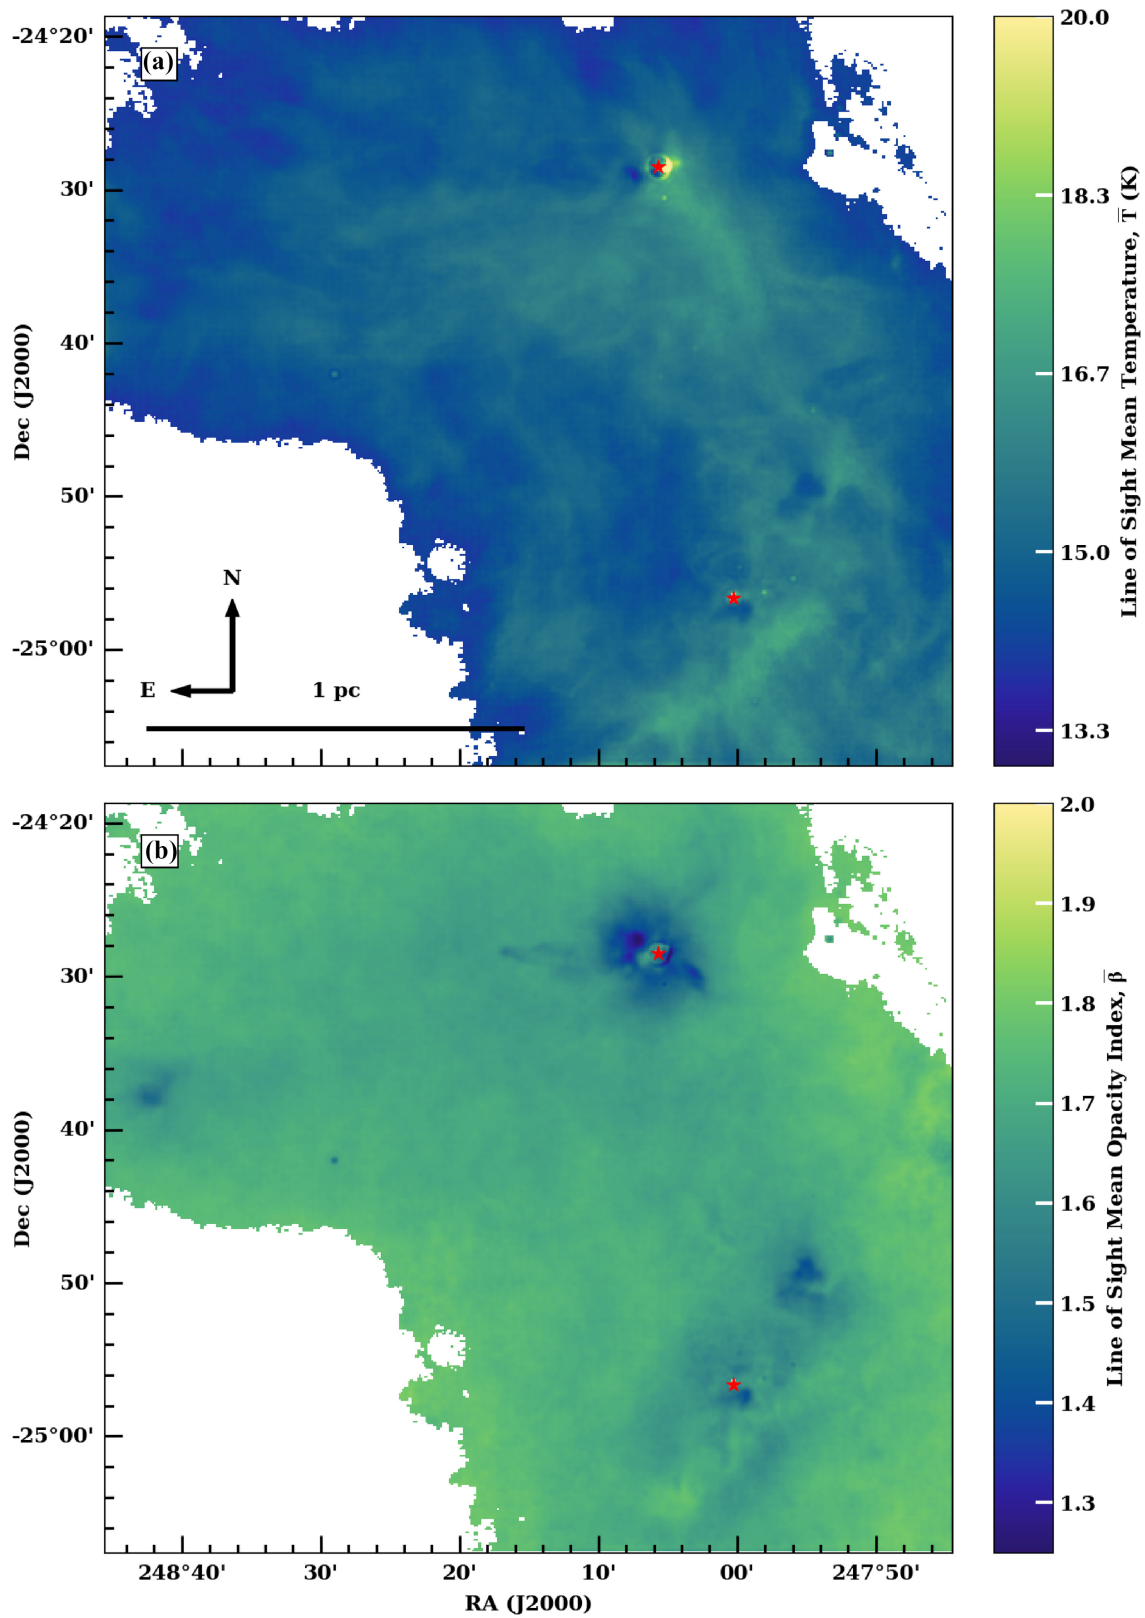 (a)
-24°20'
30'
40'
50'
-25°00'
Dec (J2000)
N
E
1 pc
20.0
18.3
16.7
15.0
13.3
Line of Sight Mean Temperature, T̅ (K)
(b)
-24°20'
30'
40'
50'
-25°00'
Dec (J2000)
248°40'
30'
20'
10'
00'
247°50'
RA (J2000)
2.0
1.9
1.8
1.7
1.6
1.5
1.4
1.3
Line of Sight Mean Opacity Index, β̅